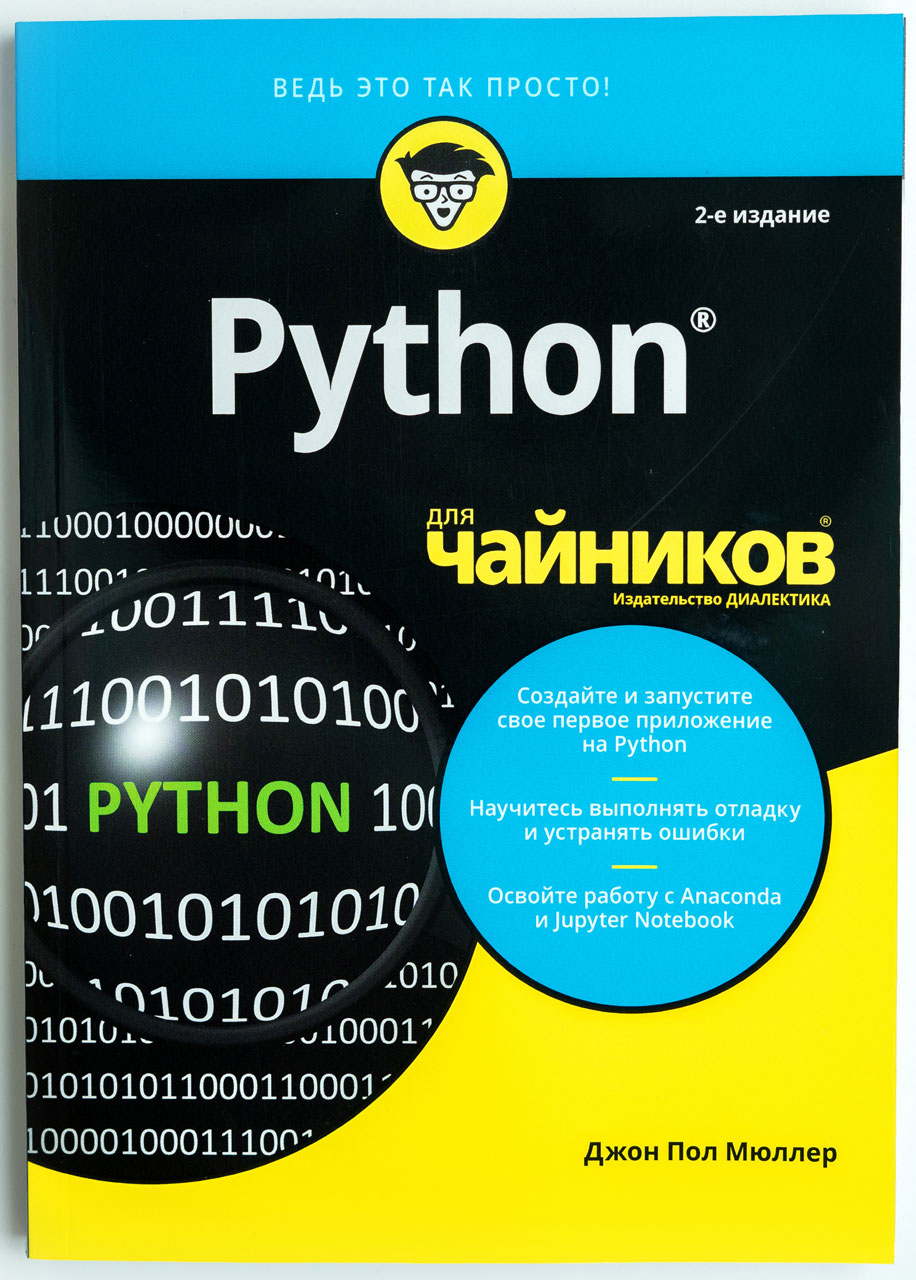 ВЕДЬ ЭТО ТАК ПРОСТО!
2-е издание
Python®
для
чайников®
Издательство ДИАЛЕКТИКА
Создайте и запустите
свое первое приложение
на Python
Научитесь выполнять отладку
и устранять ошибки
Освойте работу с Anaconda
и Jupyter Notebook
PYTHON
Джон Пол Мюллер